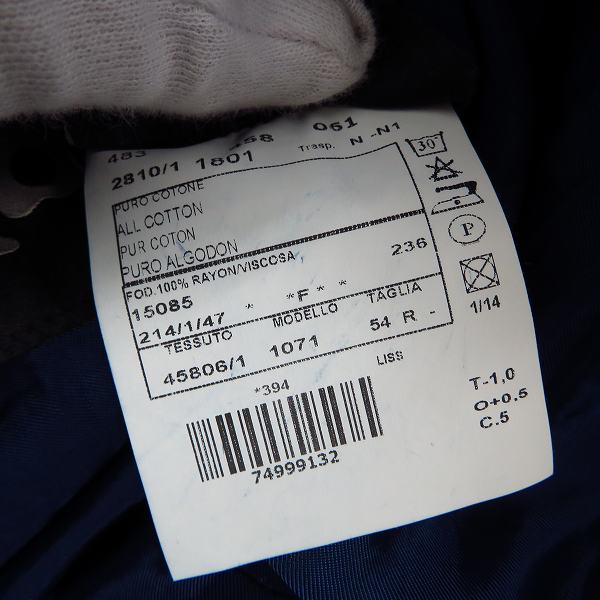 061
2810/1 1801 Trasp. N -N1
PURO COTONE
ALL COTTON
PUR COTON
PURO ALGODON
FOD.100% RAYON/VISCOSA 236
15085 * *F* *
214/1/47
TESSUTO MODELLO TAGLIA
45806/1 1071 54 R -
*394 LISS
74999132
30°
P
1/14
T-1,0
O+0.5
C.5